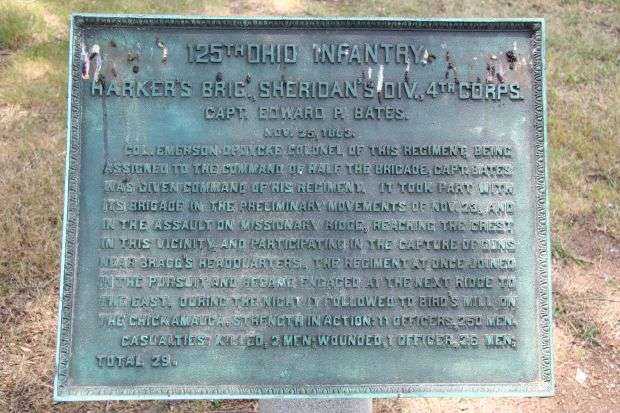 125TH OHIO INFANTRY.
HARKER'S BRIG., SHERIDAN'S DIV., 4TH CORPS.
CAPT. EDWARD P. BATES.
NOV. 25, 1863.
COL. EMERSON OPDYCKE COLONEL OF THIS REGIMENT, BEING
ASSIGNED TO THE COMMAND OF HALF THE BRIGADE, CAPT. BATES
WAS GIVEN COMMAND OF HIS REGIMENT. IT TOOK PART WITH
ITS BRIGADE IN THE PRELIMINARY MOVEMENTS OF NOV. 23, AND
IN THE ASSAULT ON MISSIONARY RIDGE, REACHING THE CREST
IN THIS VICINITY, AND PARTICIPATING IN THE CAPTURE OF GUNS
NEAR BRAGG'S HEADQUARTERS. THE REGIMENT AT ONCE JOINED
IN THE PURSUIT AND BECAME ENGAGED AT THE NEXT RIDGE TO
THE EAST. DURING THE NIGHT IT FOLLOWED TO BIRD'S MILL ON
THE CHICKAMAUGA. STRENGTH IN ACTION: 11 OFFICERS, 250 MEN.
CASUALTIES: KILLED, 2 MEN; WOUNDED, 1 OFFICER, 26 MEN;
TOTAL 29.